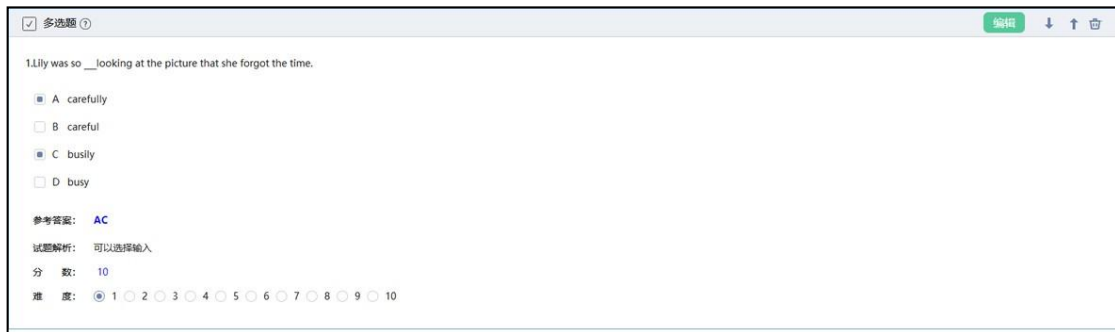 多选题 ?
编辑
1.Lily was so __looking at the picture that she forgot the time.
A carefully
B careful
C busily
D busy
参考答案: AC
试题解析: 可以选择输入
分 数: 10
难 度: 1 2 3 4 5 6 7 8 9 10